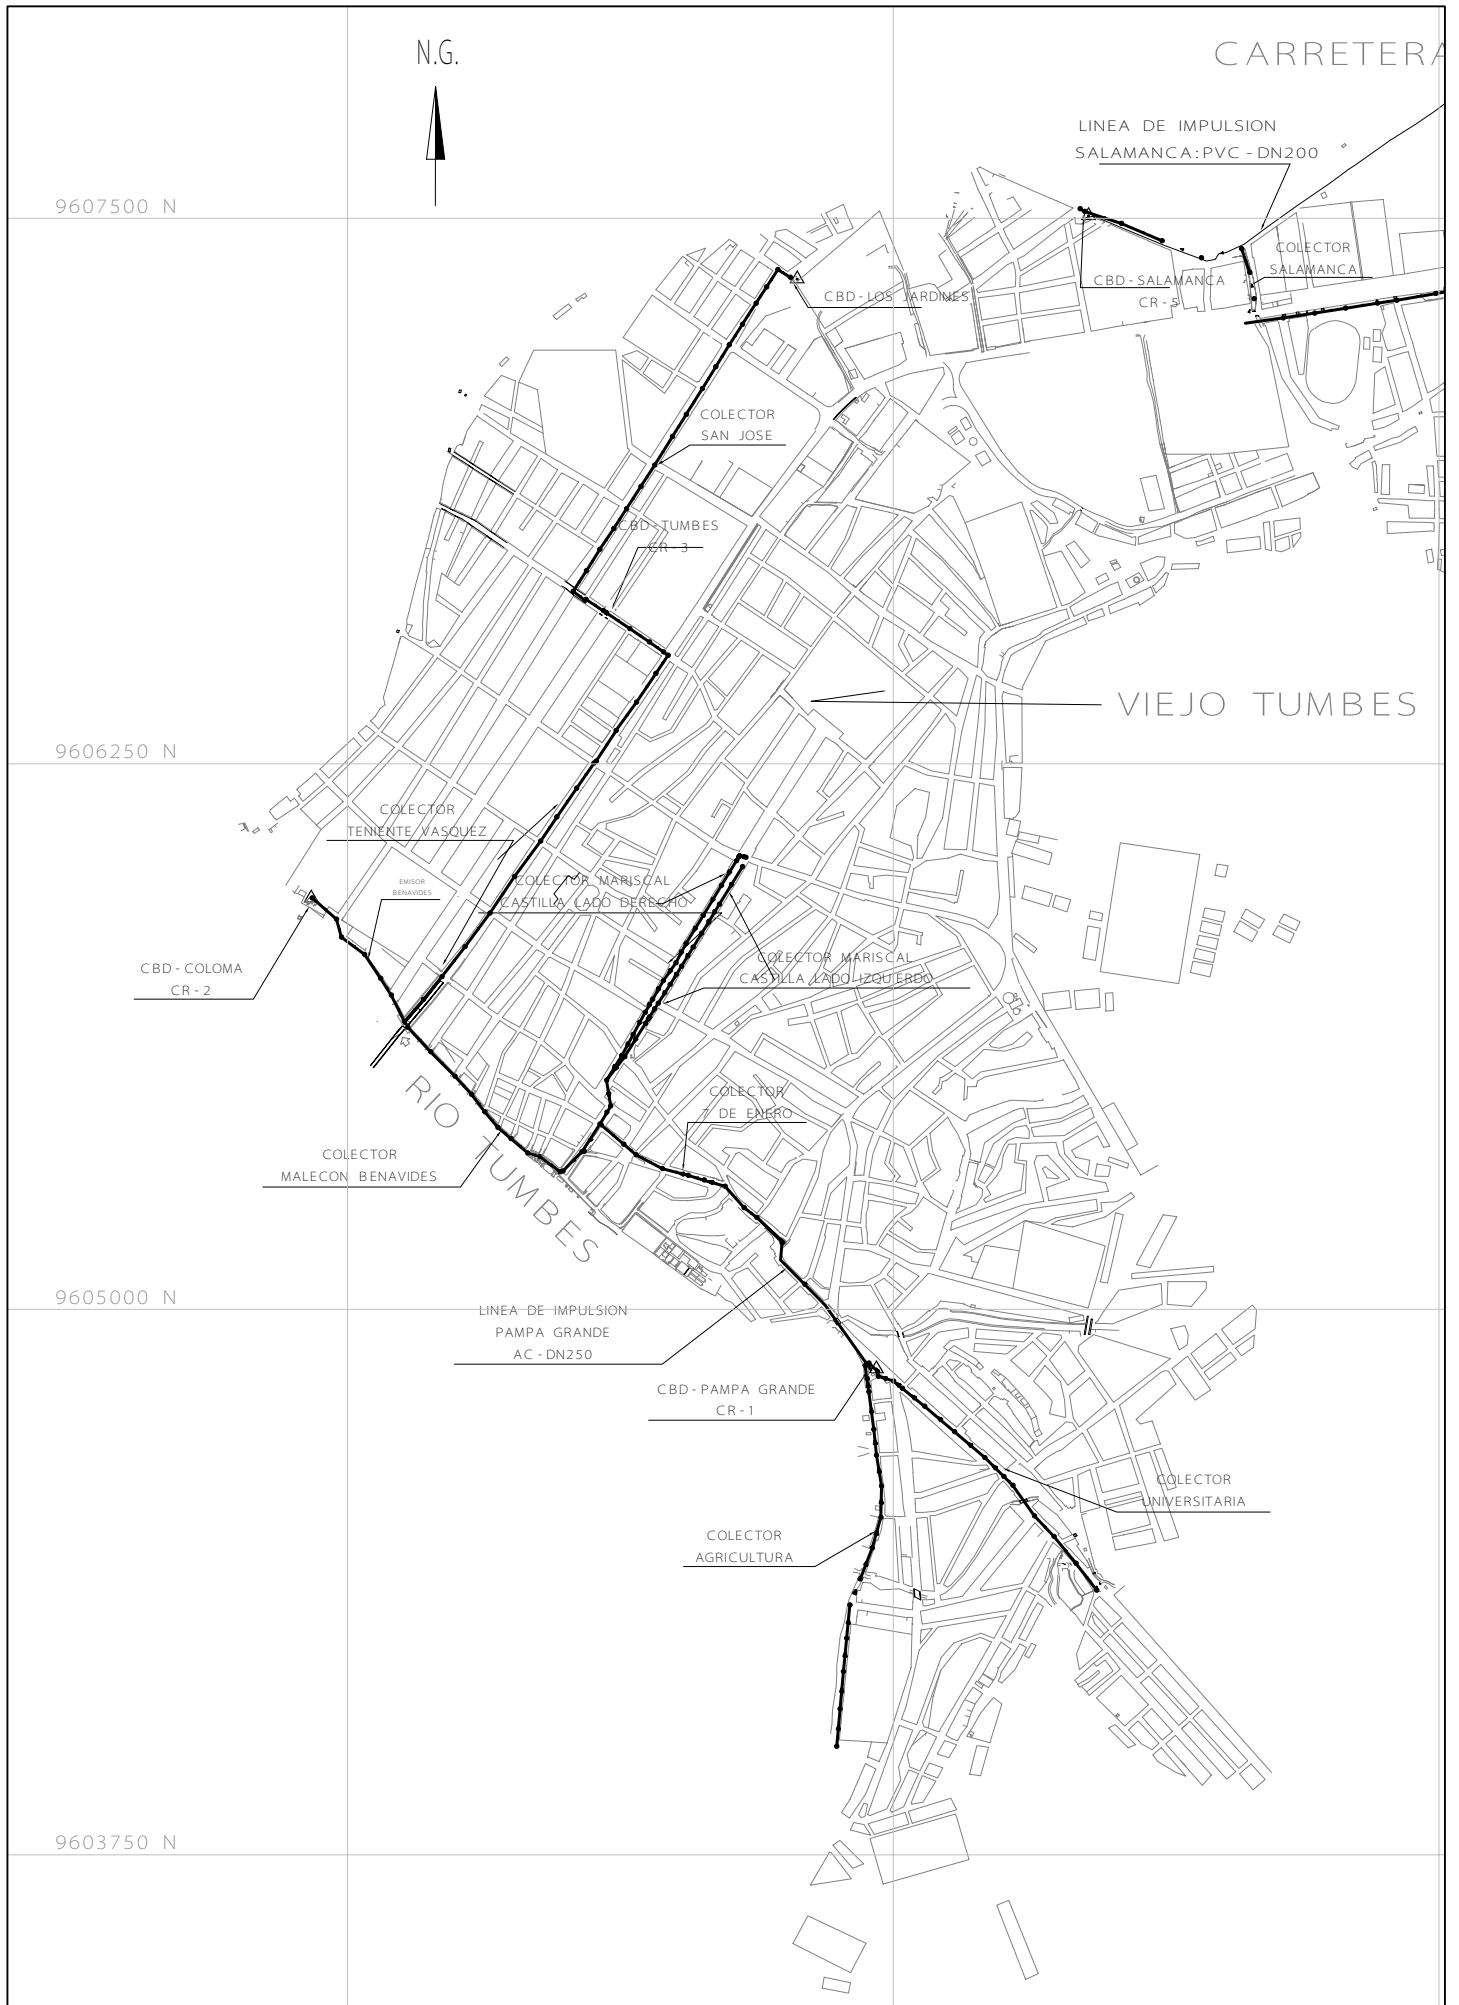 N.G.
CARRETERA
LINEA DE IMPULSION
SALAMANCA:PVC-DN200
9607500 N
COLECTOR
SALAMANCA
CBD-SALAMANCA
CR-5
CBD-LOS JARDINES
COLECTOR
SAN JOSE
CBD-TUMBES
CR-3
VIEJO TUMBES
9606250 N
COLECTOR
TENIENTE VASQUEZ
EMISOR
BENAVIDES
COLECTOR MARISCAL
CASTILLA LADO DERECHO
COLECTOR MARISCAL
CASTILLA LADO IZQUIERDO
CBD-COLOMA
CR-2
RIO TUMBES
COLECTOR
7 DE ENERO
COLECTOR
MALECON BENAVIDES
9605000 N
LINEA DE IMPULSION
PAMPA GRANDE
AC-DN250
CBD-PAMPA GRANDE
CR-1
COLECTOR
UNIVERSITARIA
COLECTOR
AGRICULTURA
9603750 N